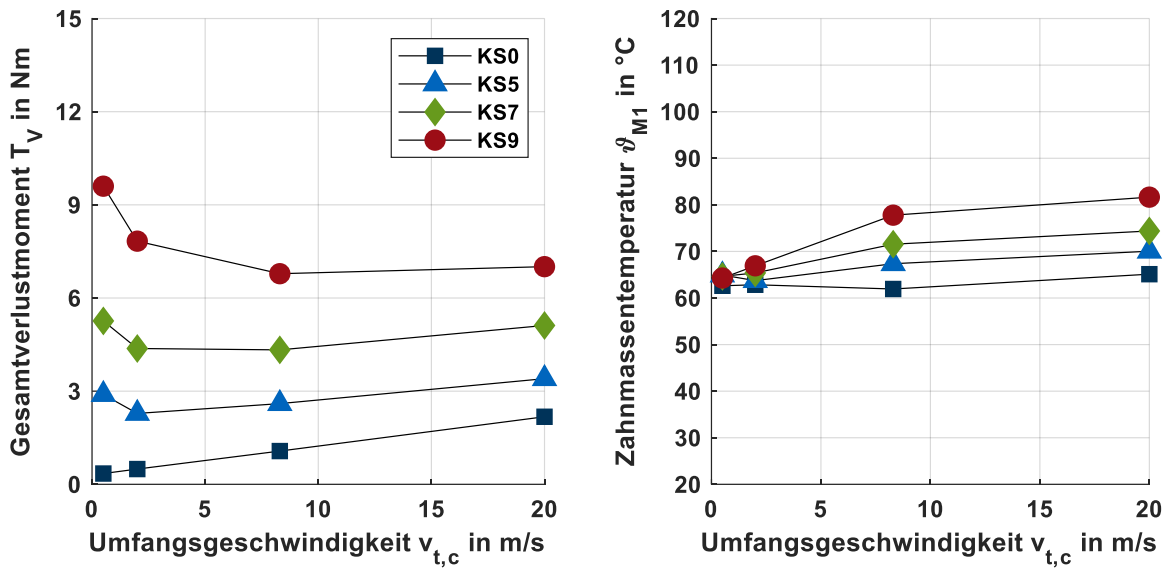 Gesamtverlustmoment T_V in Nm
15
12
9
6
3
0
KS0
KS5
KS7
KS9
0 5 10 15 20
Umfangsgeschwindigkeit v_t,c in m/s
Zahnmassentemperatur ϑ_M1 in °C
120
110
100
90
80
70
60
50
40
30
20
0 5 10 15 20
Umfangsgeschwindigkeit v_t,c in m/s